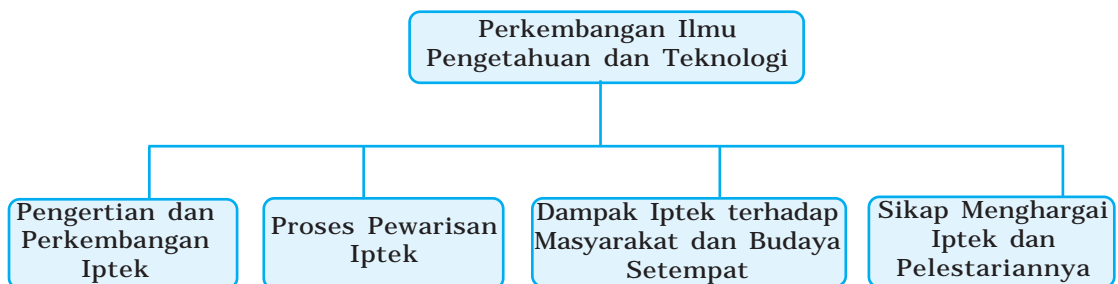 Perkembangan Ilmu
Pengetahuan dan Teknologi
Pengertian dan
Perkembangan
Iptek
Proses Pewarisan
Iptek
Dampak Iptek terhadap
Masyarakat dan Budaya
Setempat
Sikap Menghargai
Iptek dan
Pelestariannya